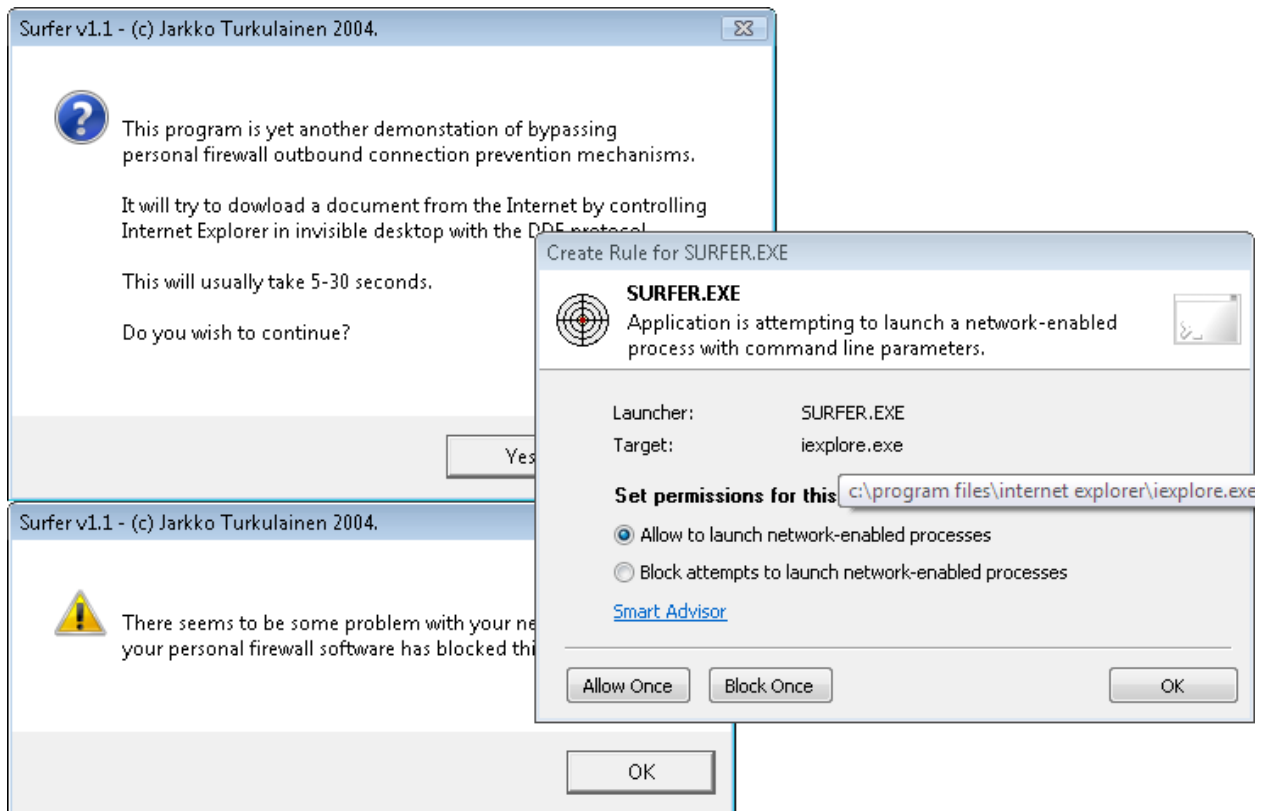 Surfer v1.1 - (c) Jarkko Turkulainen 2004.
This program is yet another demonstation of bypassing
personal firewall outbound connection prevention mechanisms.
It will try to dowload a document from the Internet by controlling
Internet Explorer in invisible desktop with the DDE protocol
This will usually take 5-30 seconds.
Do you wish to continue?
Yes
Create Rule for SURFER.EXE
SURFER.EXE
Application is attempting to launch a network-enabled
process with command line parameters.
Launcher: SURFER.EXE
Target: iexplore.exe
Set permissions for this
c:\program files\internet explorer\iexplore.exe
Allow to launch network-enabled processes
Block attempts to launch network-enabled processes
Smart Advisor
Allow Once
Block Once
OK
Surfer v1.1 - (c) Jarkko Turkulainen 2004.
There seems to be some problem with your
your personal firewall software has blocked
OK